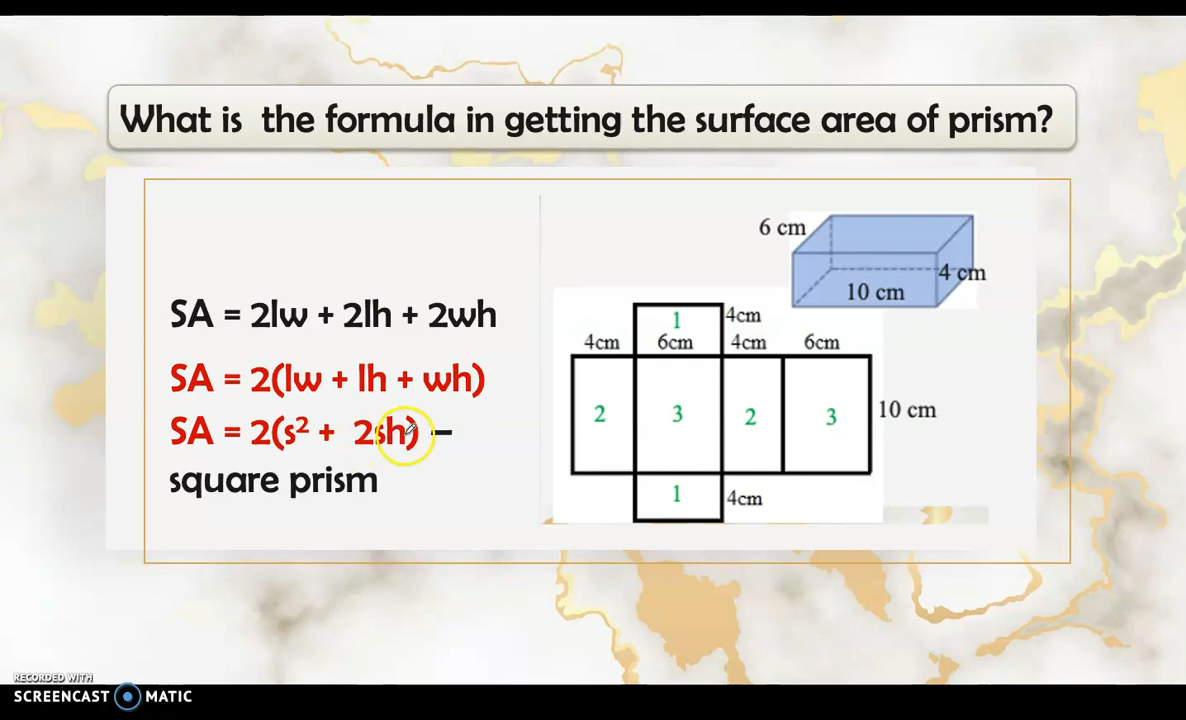 What is the formula in getting the surface area of prism?
SA = 2lw + 2lh + 2wh
SA = 2(lw + lh + wh)
SA = 2(s² + 2sh) –
square prism
6 cm
4 cm
10 cm
1
4cm
4cm
6cm
4cm
6cm
2
3
2
3
10 cm
1
4cm
RECORDED WITH
SCREENCAST MATIC